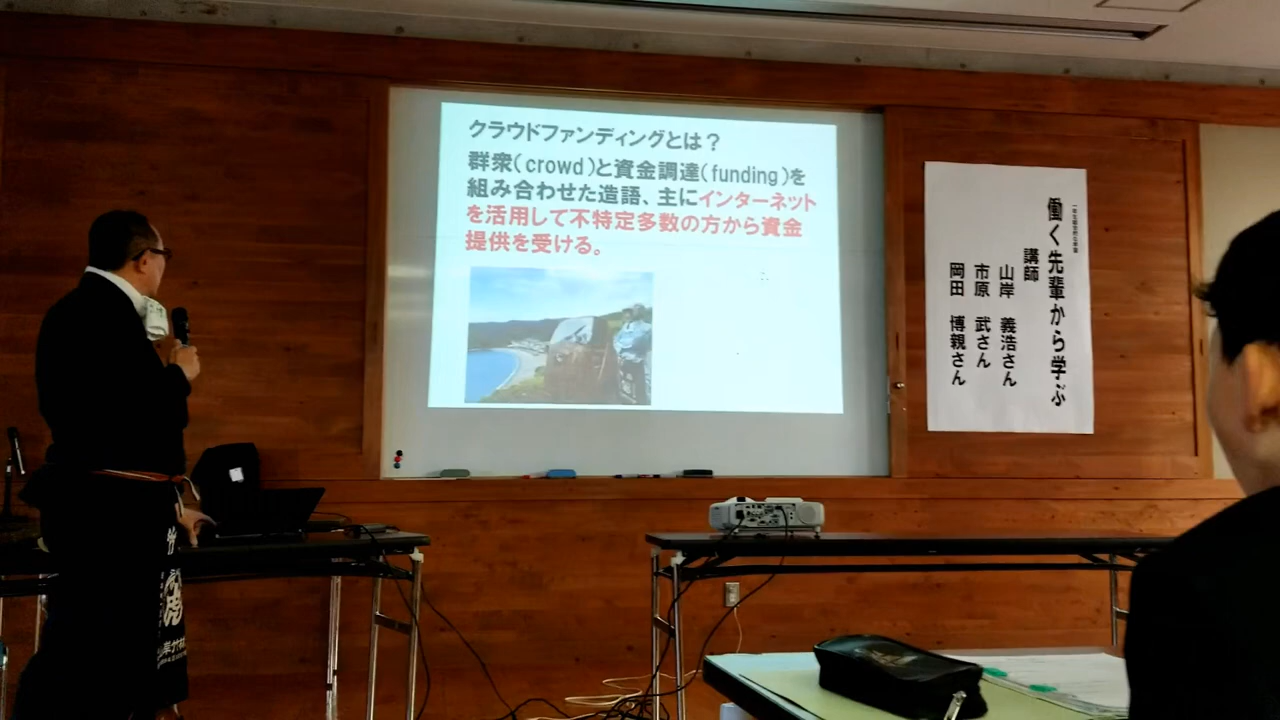 クラウドファンディングとは？
群衆(crowd)と資金調達(funding)を
組み合わせた造語、主にインターネット
を活用して不特定多数の方から資金
提供を受ける。
働く先輩から学ぶ
講師
山岸 義浩さん
市原 武さん
岡田 博親さん
竹